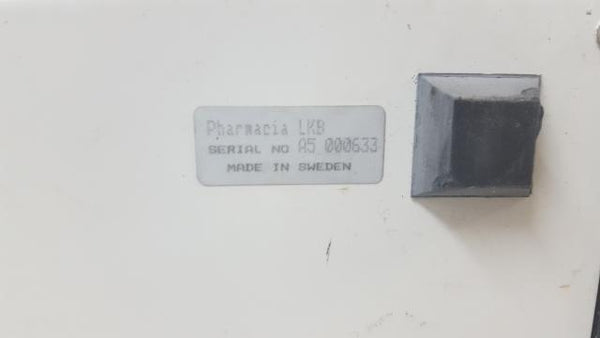 Pharmacia LKB
SERIAL NO A5 000633
MADE IN SWEDEN